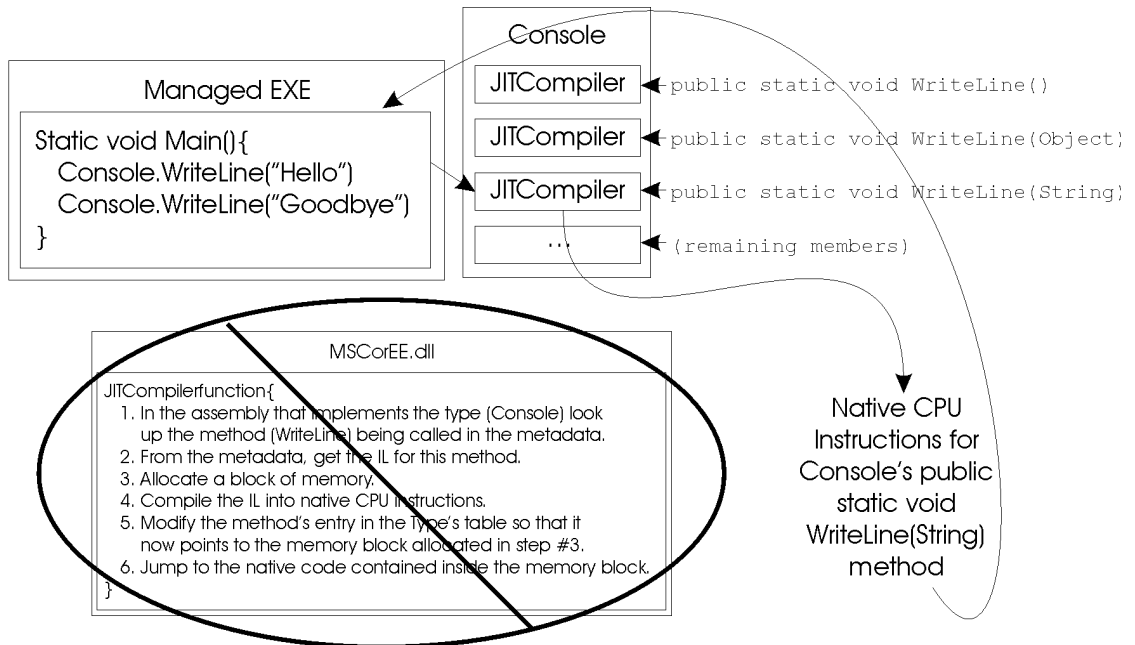 Console
JITCompiler
public static void WriteLine()
JITCompiler
public static void WriteLine(Object)
JITCompiler
public static void WriteLine(String)
...
(remaining members)
Managed EXE
Static void Main(){
Console.WriteLine(“Hello”)
Console.WriteLine(“Goodbye”)
}
MSCorEE.dll
JITCompilerfunction{
1. In the assembly that implements the type (Console) look
up the method (WriteLine) being called in the metadata.
2. From the metadata, get the IL for this method.
3. Allocate a block of memory.
4. Compile the IL into native CPU instructions.
5. Modify the method’s entry in the Type’s table so that it
now points to the memory block allocated in step #3.
6. Jump to the native code contained inside the memory block.
}
Native CPU
Instructions for
Console’s public
static void
WriteLine(String)
method